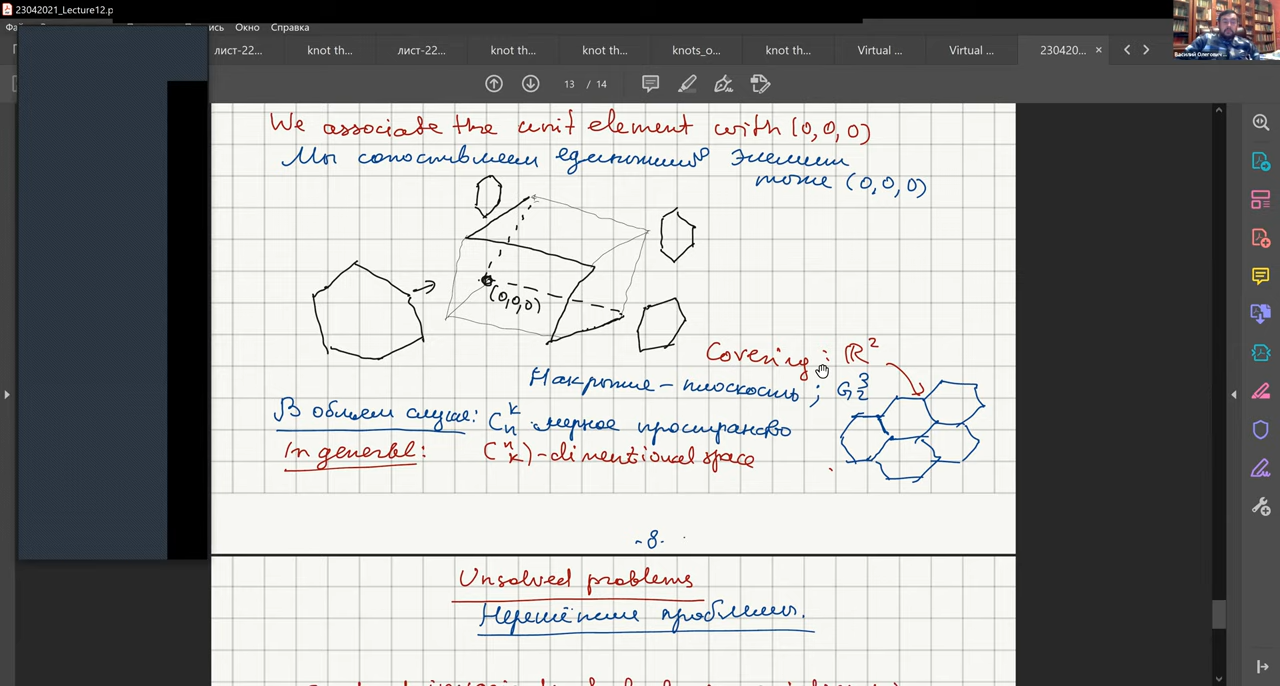 23042021_Lecture12.p
Окно Справка
лист-22...
knot th...
лист-22...
knot th...
knot th...
knots_o...
knot th...
Virtual ...
Virtual ...
230420...
13 / 14
We associate the unit element with (0,0,0)
Мы сопоставляем единичный элемент
тоже (0,0,0)
(0,0,0)
Covering: ℝ²
Накрытие - плоскость; G₂³
В общем случае: Cₙᵏ-мерное пространство
In general: (ⁿₖ)-dimentional space
-8-
Unsolved problems
Нерешённые проблемы.